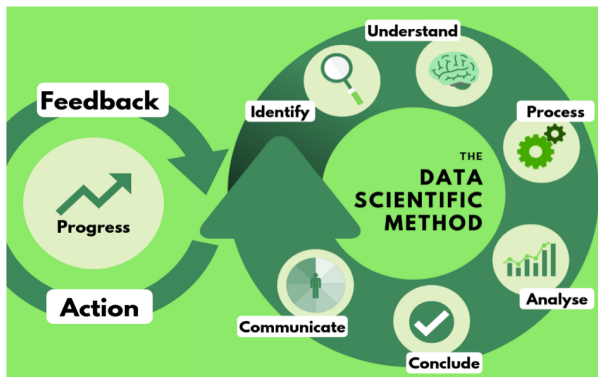 Feedback
Progress
Action
Identify
Understand
Process
Analyse
Conclude
Communicate
THE
DATA
SCIENTIFIC
METHOD